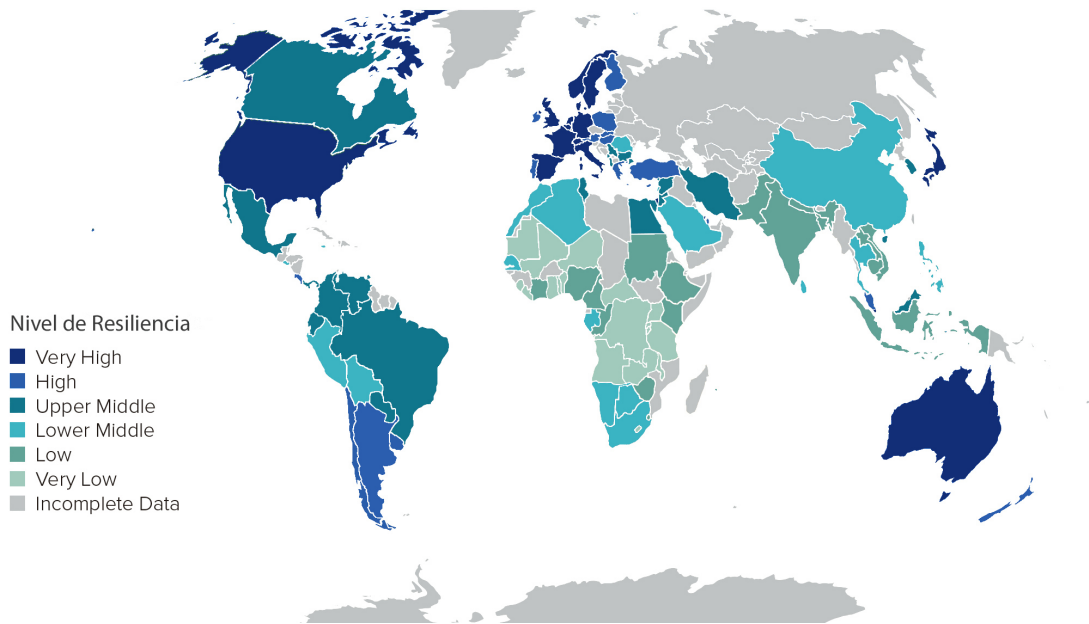 Nivel de Resiliencia
Very High
High
Upper Middle
Lower Middle
Low
Very Low
Incomplete Data